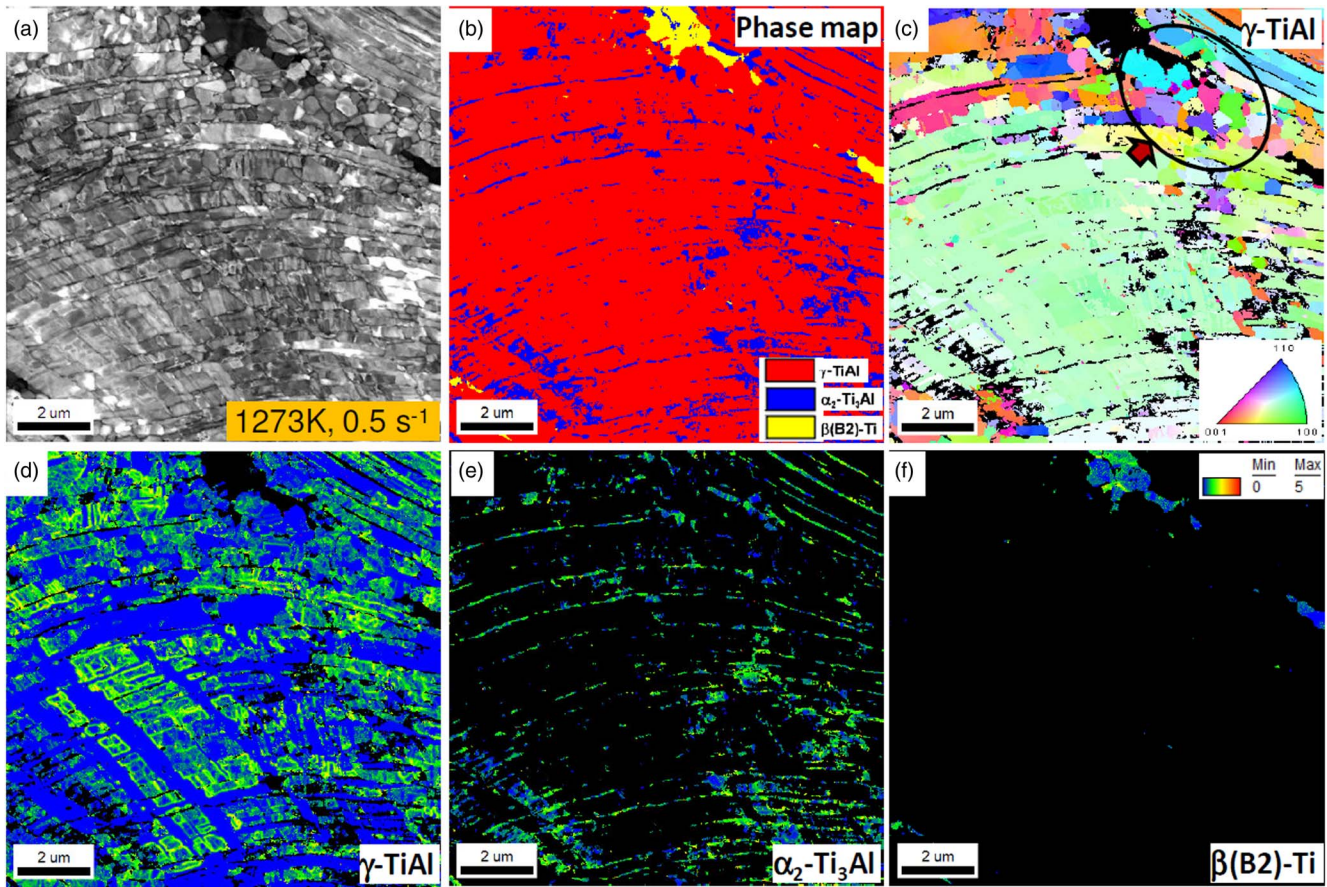 (a)
2 um
1273K, 0.5 s⁻¹
(b)
Phase map
γ-TiAl
α₂-Ti₃Al
β(B2)-Ti
2 um
(c)
γ-TiAl
110
001
100
2 um
(d)
2 um
γ-TiAl
(e)
2 um
α₂-Ti₃Al
(f)
Min Max
0 5
2 um
β(B2)-Ti